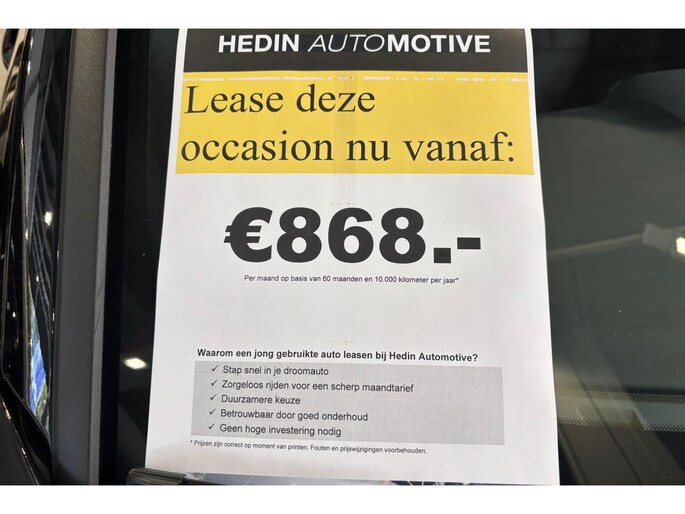 HEDIN AUTOMOTIVE
Lease deze
occasion nu vanaf:
€868.-
Per maand op basis van 60 maanden en 10.000 kilometer per jaar*
Waarom een jong gebruikte auto leasen bij Hedin Automotive?
✓ Stap snel in je droomauto
✓ Zorgeloos rijden voor een scherp maandtarief
✓ Duurzamere keuze
✓ Betrouwbaar door goed onderhoud
✓ Geen hoge investering nodig
* Prijzen zijn correct op moment van printen. Fouten en prijswijzigingen voorbehouden.